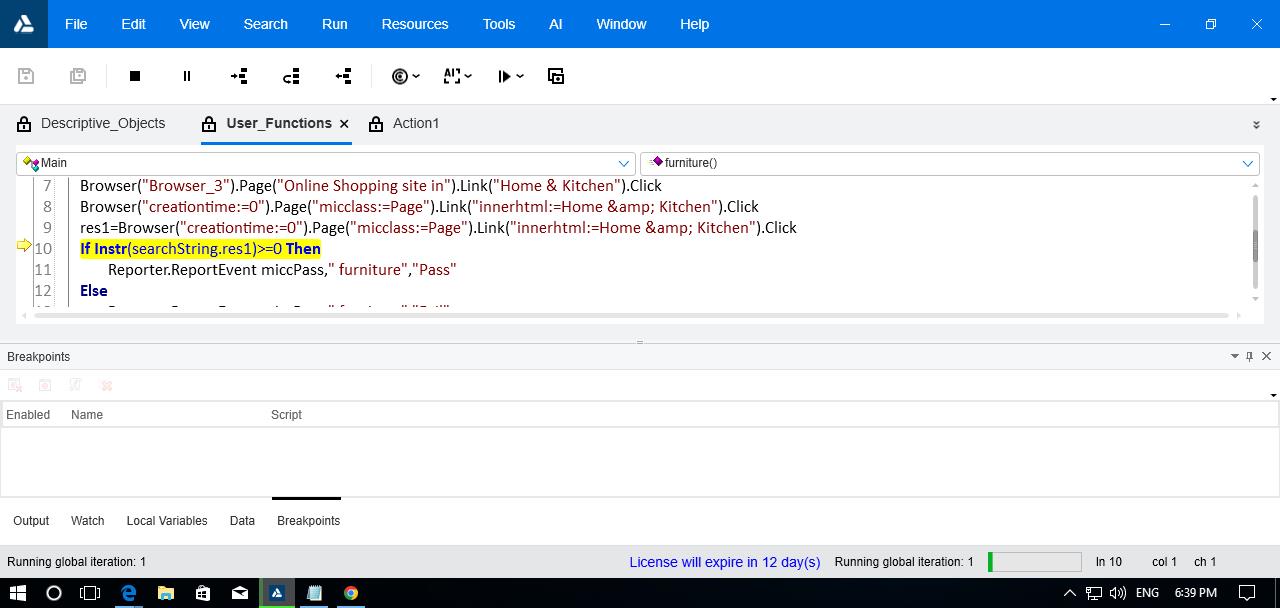 File Edit View Search Run Resources Tools AI Window Help
Descriptive_Objects User_Functions Action1
Main furniture()
7 Browser("Browser_3").Page("Online Shopping site in").Link("Home & Kitchen").Click
8 Browser("creationtime:=0").Page("micclass:=Page").Link("innerhtml:=Home &amp; Kitchen").Click
9 res1=Browser("creationtime:=0").Page("micclass:=Page").Link("innerhtml:=Home &amp; Kitchen").Click
10 If Instr(searchString.res1)>=0 Then
11 Reporter.ReportEvent miccPass," furniture","Pass"
12 Else
Breakpoints
Enabled Name Script
Output Watch Local Variables Data Breakpoints
Running global iteration: 1 License will expire in 12 day(s) Running global iteration: 1 ln 10 col 1 ch 1
ENG 6:39 PM